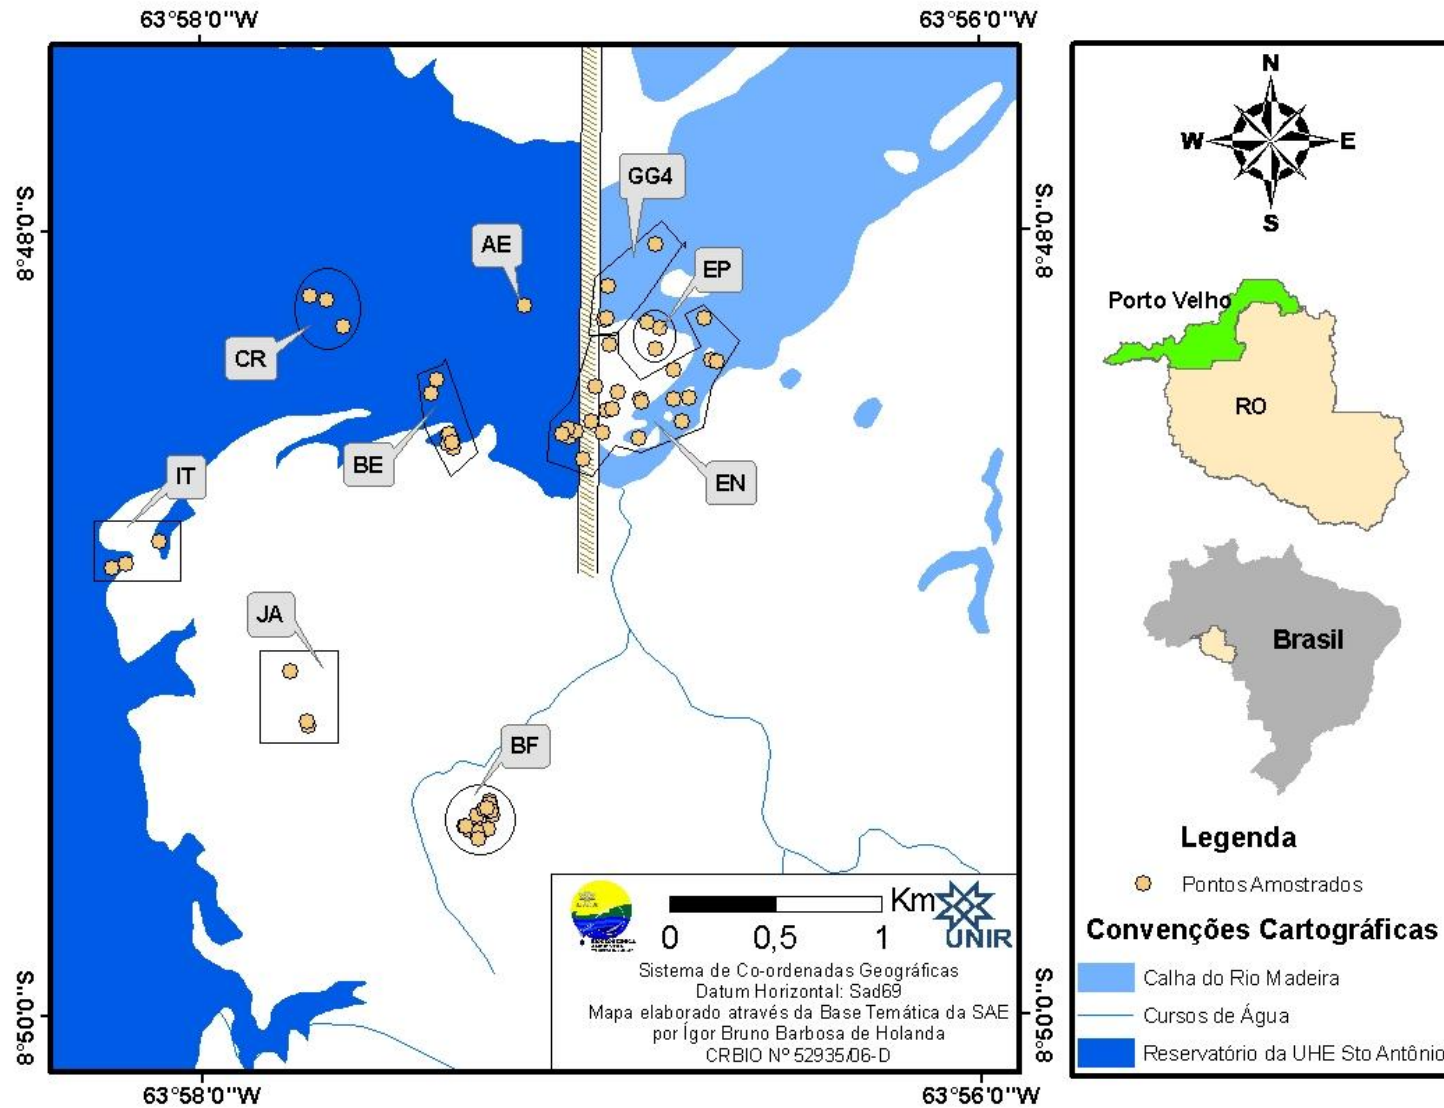 63°58'0"W
63°56'0"W
8°48'0"S
8°48'0"S
GG4
AE
EP
CR
BE
IT
EN
JA
BF
8°50'0"S
8°50'0"S
63°58'0"W
63°56'0"W
Km
0 0,5 1
UNIR
Sistema de Co-ordenadas Geográficas
Datum Horizontal: Sad69
Mapa elaborado através da Base Temática da SAE
por Ígor Bruno Barbosa de Holanda
CRBIO Nº 52935/06-D
N
W E
S
Porto Velho
RO
Brasil
Legenda
Pontos Amostrados
Convenções Cartográficas
Calha do Rio Madeira
Cursos de Água
Reservatório da UHE Sto Antônio